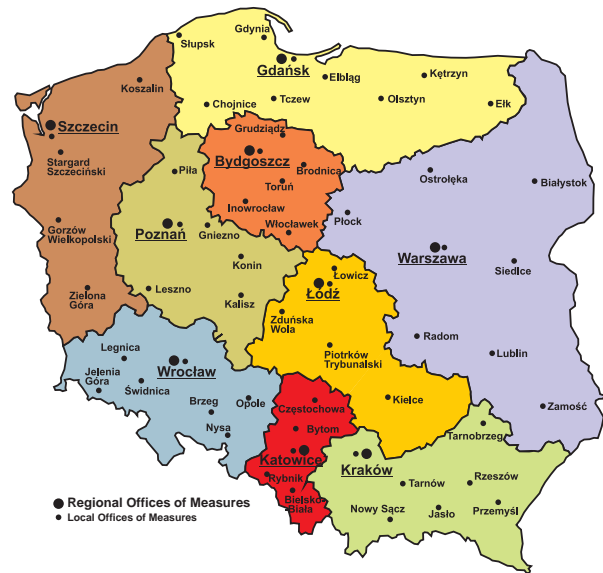 Gdynia
Słupsk
Gdańsk
Elbląg
Kętrzyn
Koszalin
Chojnice
Tczew
Olsztyn
Ełk
Szczecin
Grudziądz
Stargard
Szczeciński
Bydgoszcz
Brodnica
Piła
Toruń
Ostrołęka
Białystok
Inowrocław
Gorzów
Wielkopolski
Poznań
Gniezno
Włocławek
Płock
Warszawa
Siedlce
Konin
Łowicz
Zielona
Góra
Leszno
Kalisz
Łódź
Zduńska
Wola
Radom
Lublin
Legnica
Wrocław
Piotrków
Trybunalski
Jelenia
Góra
Świdnica
Brzeg
Opole
Częstochowa
Kielce
Zamość
Nysa
Bytom
Tarnobrzeg
Katowice
Kraków
Rybnik
Tarnów
Rzeszów
Bielsko-
Biała
Nowy Sącz
Jasło
Przemyśl
Regional Offices of Measures
Local Offices of Measures